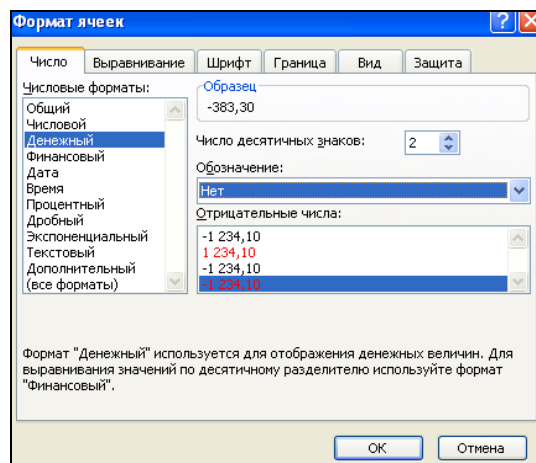 Формат ячеек
Число Выравнивание Шрифт Граница Вид Защита
Числовые форматы:
Общий
Числовой
Денежный
Финансовый
Дата
Время
Процентный
Дробный
Экспоненциальный
Текстовый
Дополнительный
(все форматы)
Образец
-383,30
Число десятичных знаков: 2
Обозначение:
Нет
Отрицательные числа:
-1 234,10
1 234,10
-1 234,10
-1 234,10
Формат "Денежный" используется для отображения денежных величин. Для
выравнивания значений по десятичному разделителю используйте формат
"Финансовый".
ОК Отмена